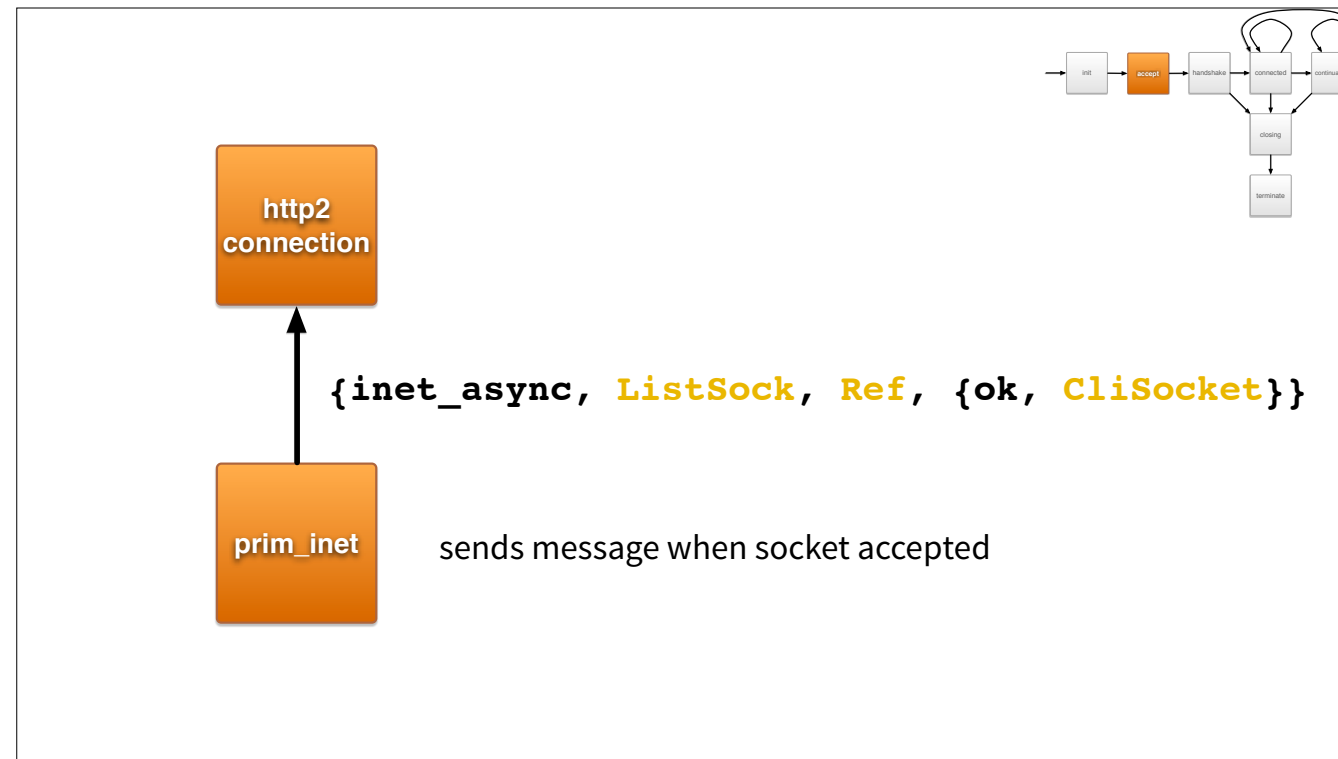 init
accept
handshake
connected
continua
closing
terminate
http2
connection
{inet_async, ListSock, Ref, {ok, CliSocket}}
prim_inet
sends message when socket accepted